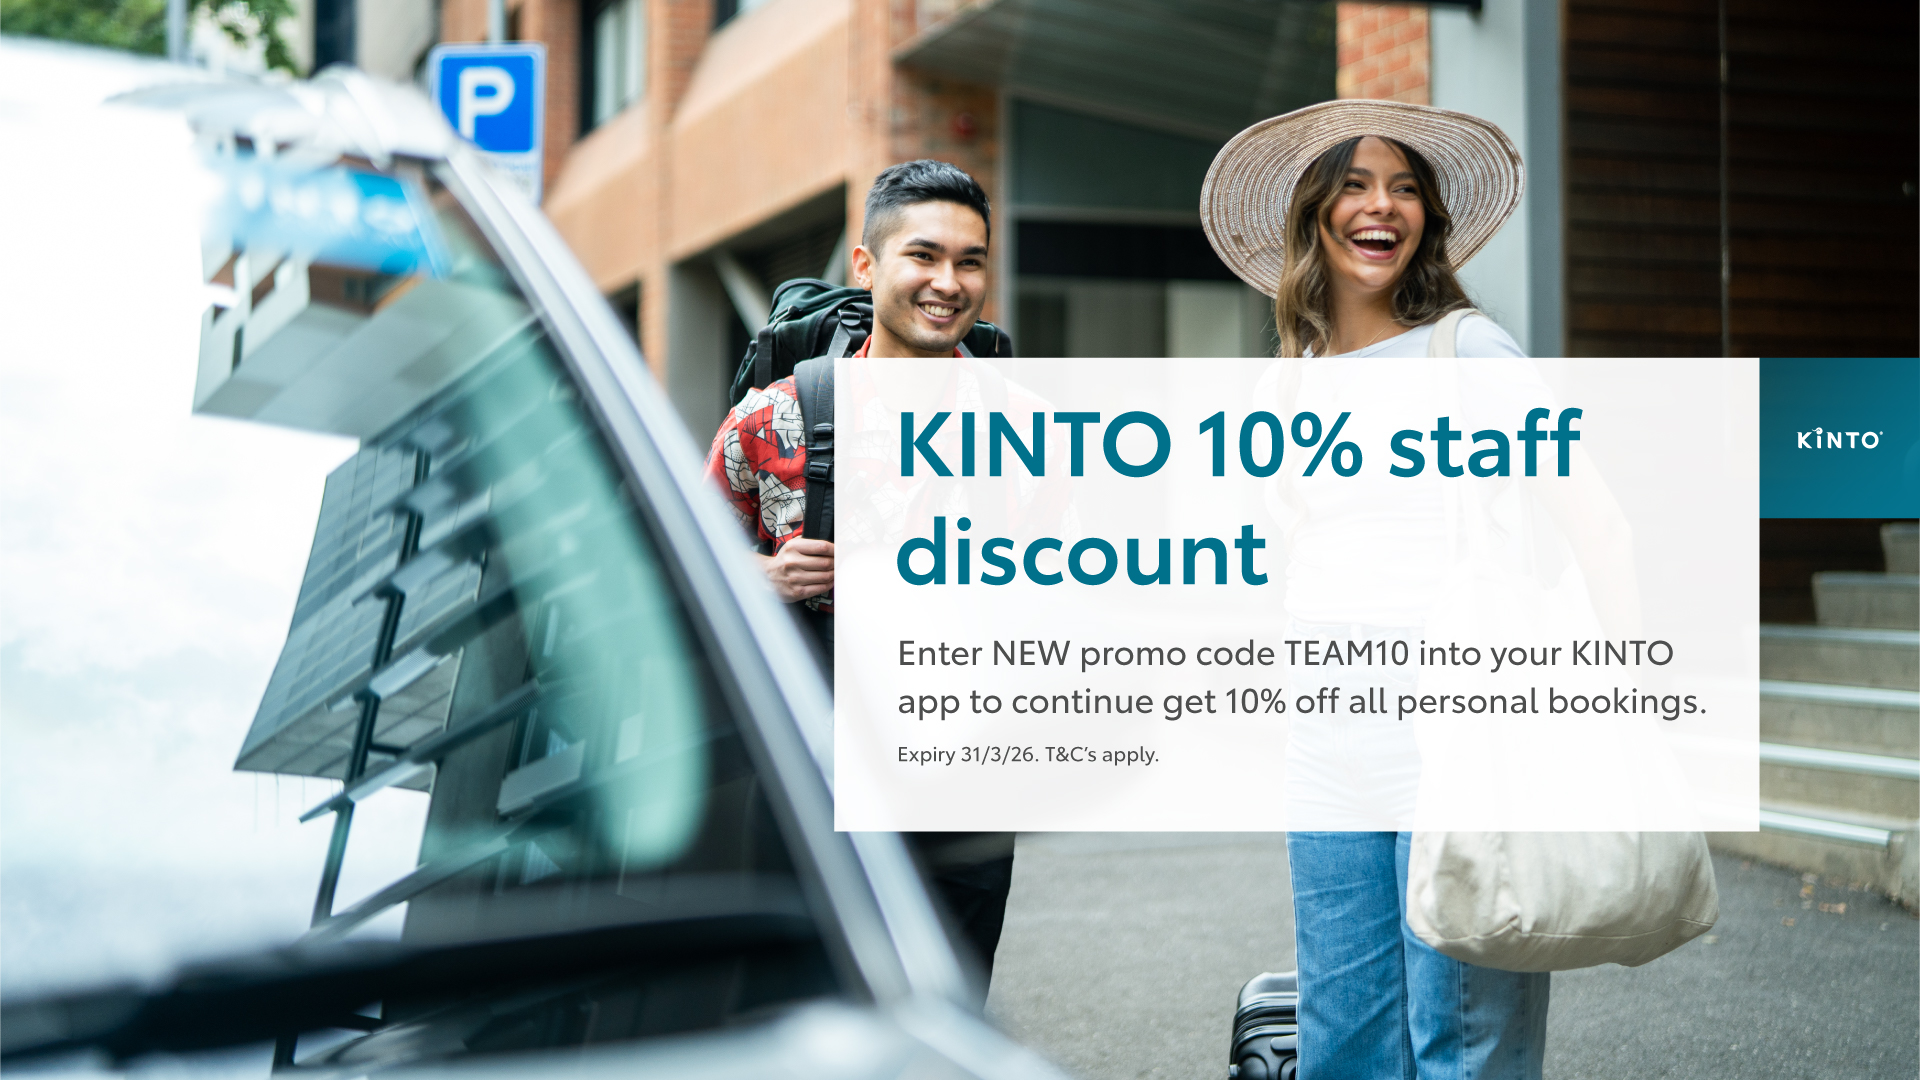 P
KINTO 10% staff
discount
KINTO
Enter NEW promo code TEAM10 into your KINTO
app to continue get 10% off all personal bookings.
Expiry 31/3/26. T&C’s apply.